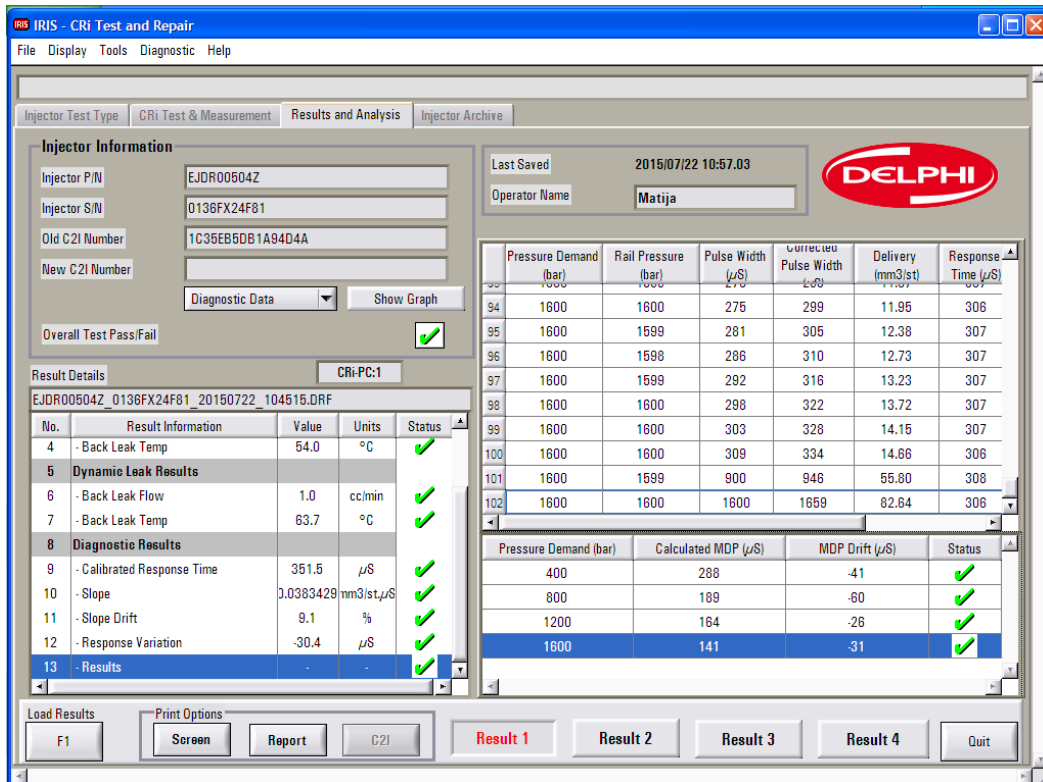 IRIS IRIS - CRi Test and Repair
File Display Tools Diagnostic Help
Injector Test Type CRi Test & Measurement Results and Analysis Injector Archive
Injector Information
Injector P/N EJDR00504Z
Injector S/N 0136FX24F81
Old C2I Number 1C35EB5DB1A94D4A
New C2I Number
Diagnostic Data Show Graph
Overall Test Pass/Fail
Last Saved 2015/07/22 10:57.03
Operator Name Matija
DELPHI
Result Details CRi-PC:1
EJDR00504Z_0136FX24F81_20150722_104515.DRF
No. Result Information Value Units Status
4 - Back Leak Temp 54.0 °C
5 Dynamic Leak Results
6 - Back Leak Flow 1.0 cc/min
7 - Back Leak Temp 63.7 °C
8 Diagnostic Results
9 - Calibrated Response Time 351.5 µS
10 - Slope 0.0383429 mm3/st.µS
11 - Slope Drift 9.1 %
12 - Response Variation -30.4 µS
13 - Results - -
Pressure Demand (bar) Rail Pressure (bar) Pulse Width (µS) Corrected Pulse Width Delivery (mm3/st) Response Time (µS)
94 1600 1600 275 299 11.95 306
95 1600 1599 281 305 12.38 307
96 1600 1598 286 310 12.73 307
97 1600 1599 292 316 13.23 307
98 1600 1600 298 322 13.72 307
99 1600 1600 303 328 14.15 307
100 1600 1600 309 334 14.66 306
101 1600 1599 900 946 55.80 308
102 1600 1600 1600 1659 82.64 306
Pressure Demand (bar) Calculated MDP (µS) MDP Drift (µS) Status
400 288 -41
800 189 -60
1200 164 -26
1600 141 -31
Load Results
F1
Print Options
Screen Report C2I
Result 1 Result 2 Result 3 Result 4 Quit